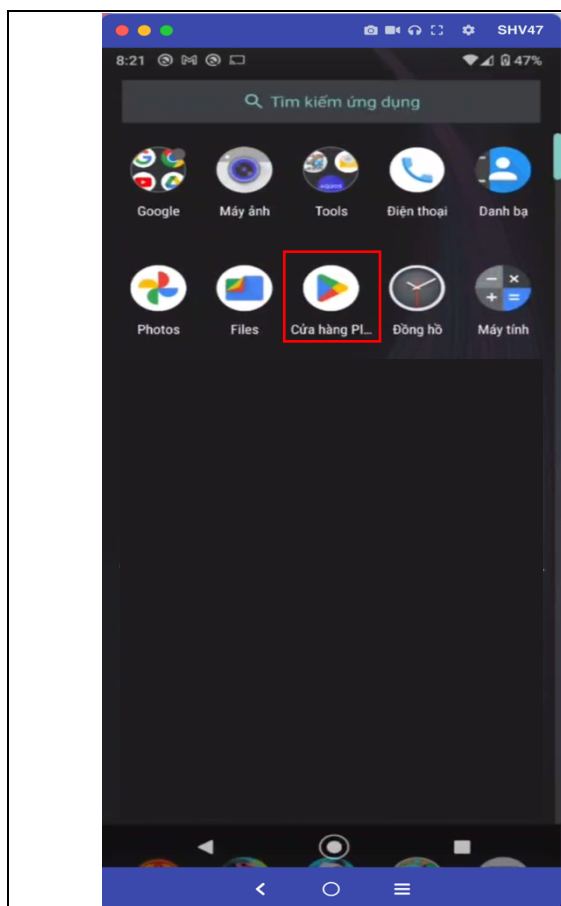 SHV47
8:21 47%
Tìm kiếm ứng dụng
Google Máy ảnh Tools Điện thoại Danh bạ
Photos Files Cửa hàng Pl... Đồng hồ Máy tính